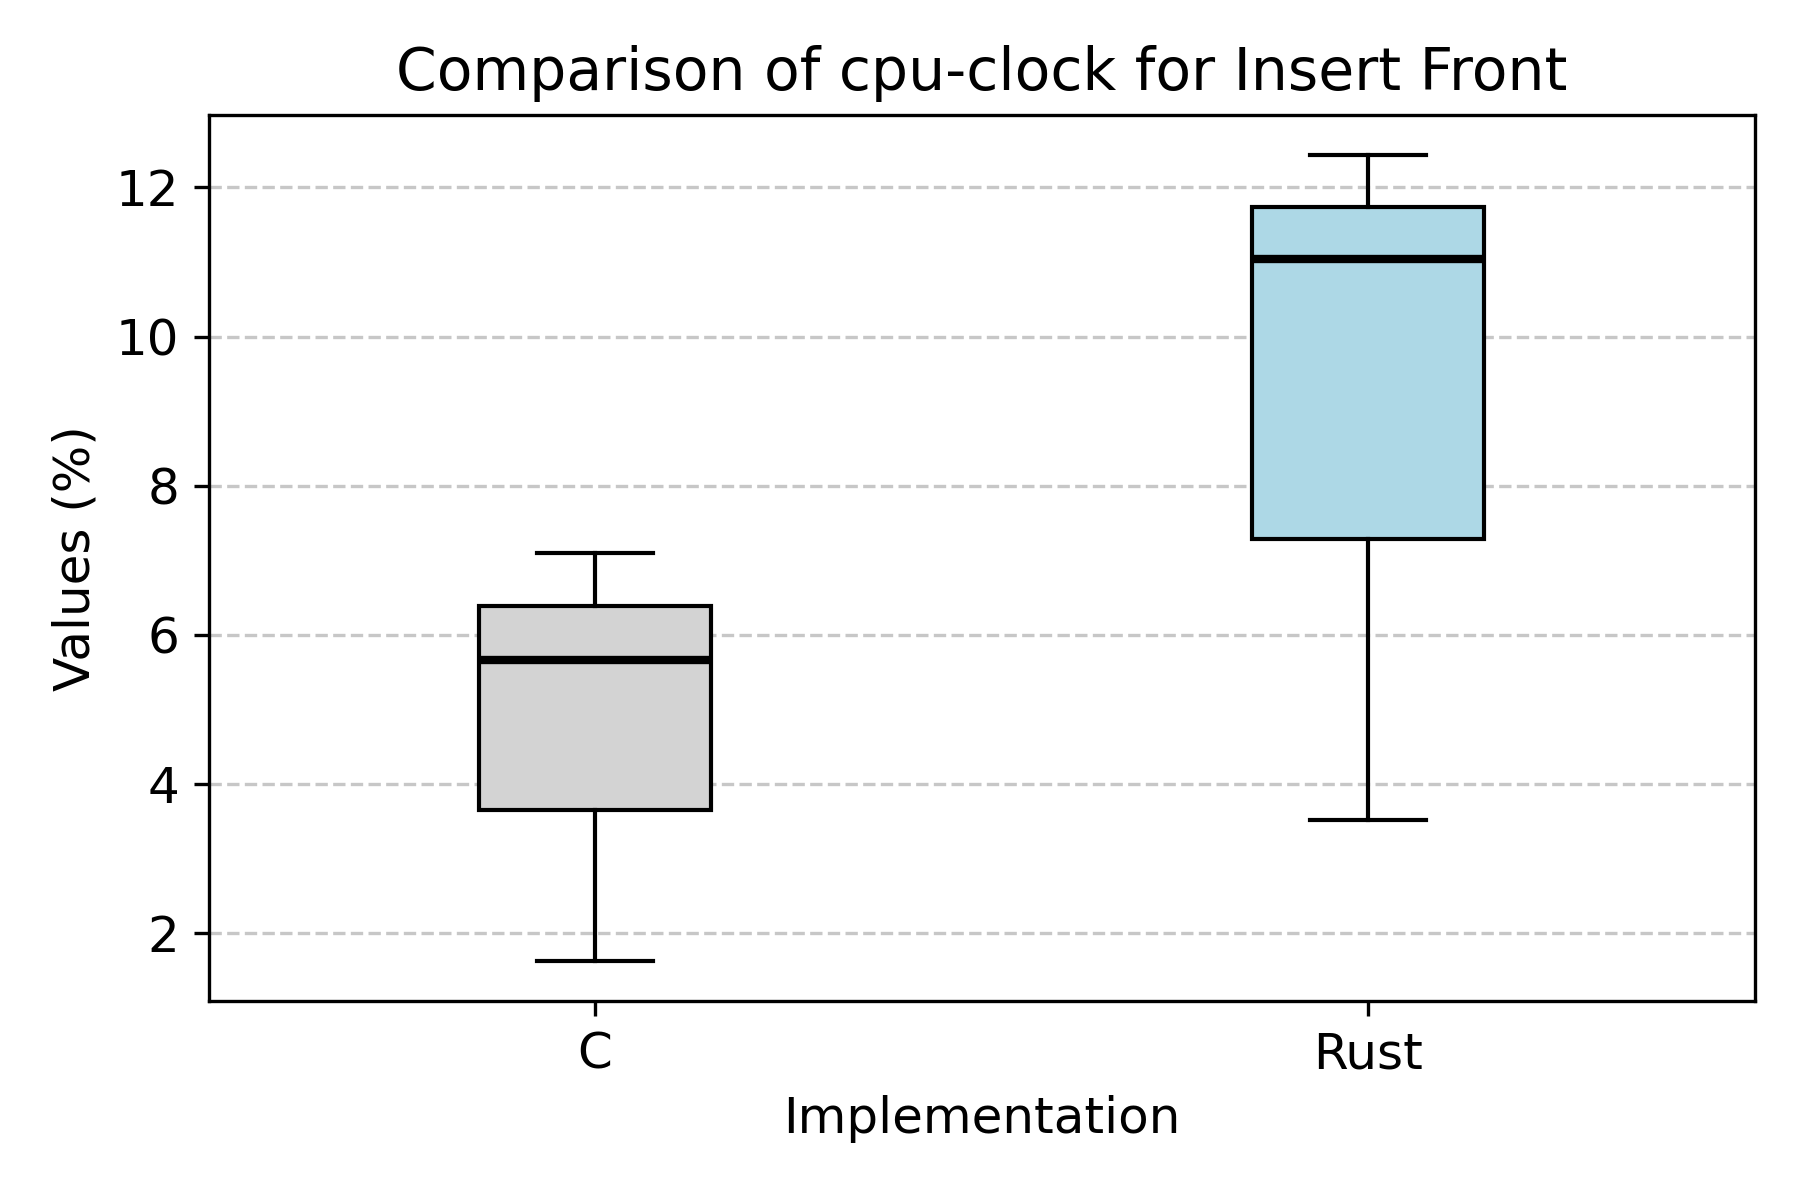 Comparison of cpu-clock for Insert Front
Values (%)
12
10
8
6
4
2
C
Rust
Implementation